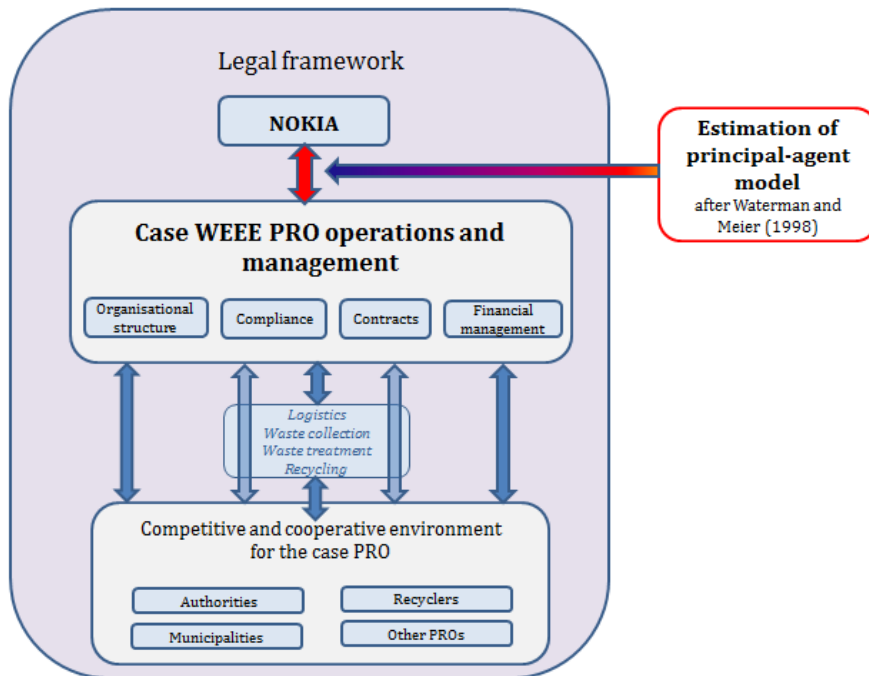 Legal framework
NOKIA
Estimation of
principal-agent
model
after Waterman and
Meier (1998)
Case WEEE PRO operations and
management
Organisational
structure
Compliance
Contracts
Financial
management
Logistics
Waste collection
Waste treatment
Recycling
Competitive and cooperative environment
for the case PRO
Authorities
Recyclers
Municipalities
Other PROs